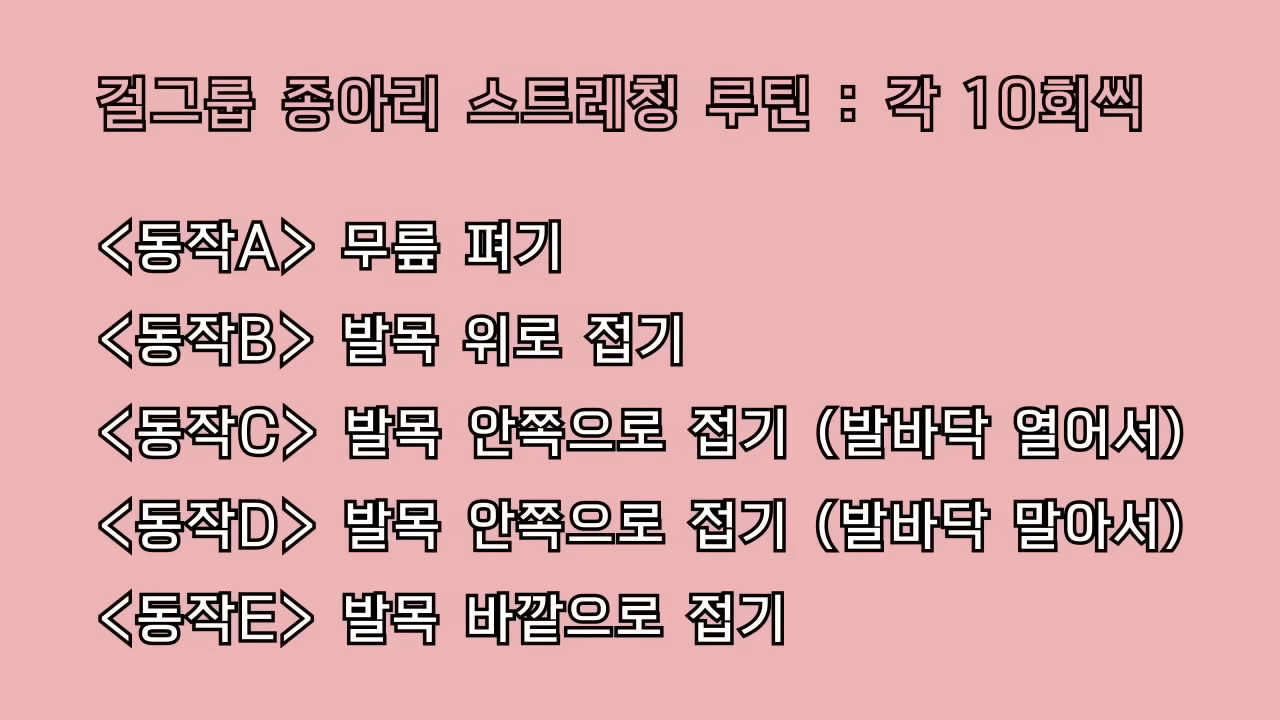 걸그룹 종아리 스트레칭 루틴 : 각 10회씩
<동작A> 무릎 펴기
<동작B> 발목 위로 접기
<동작C> 발목 안쪽으로 접기 (발바닥 열어서)
<동작D> 발목 안쪽으로 접기 (발바닥 말아서)
<동작E> 발목 바깥으로 접기